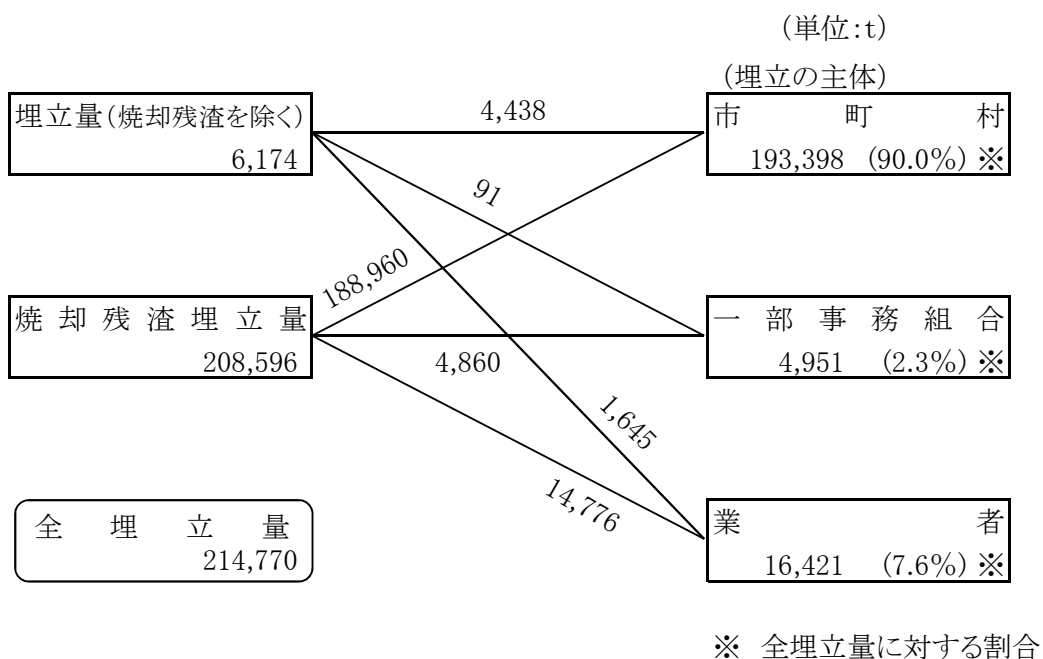 (単位:t)
(埋立の主体)
埋立量(焼却残渣を除く)
6,174
4,438
市町村
193,398 (90.0%)※
91
188,960
焼却残渣埋立量
208,596
4,860
一部事務組合
4,951 (2.3%)※
1,645
14,776
全埋立量
214,770
業者
16,421 (7.6%)※
※ 全埋立量に対する割合